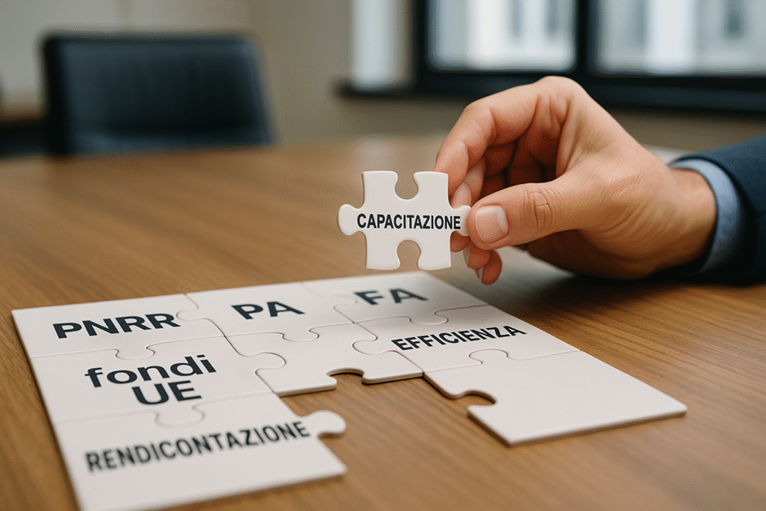 CAPACITAZIONE
PNRR
PA
FA
EFFICIENZA
fondi
UE
RENDICONTAZIONE